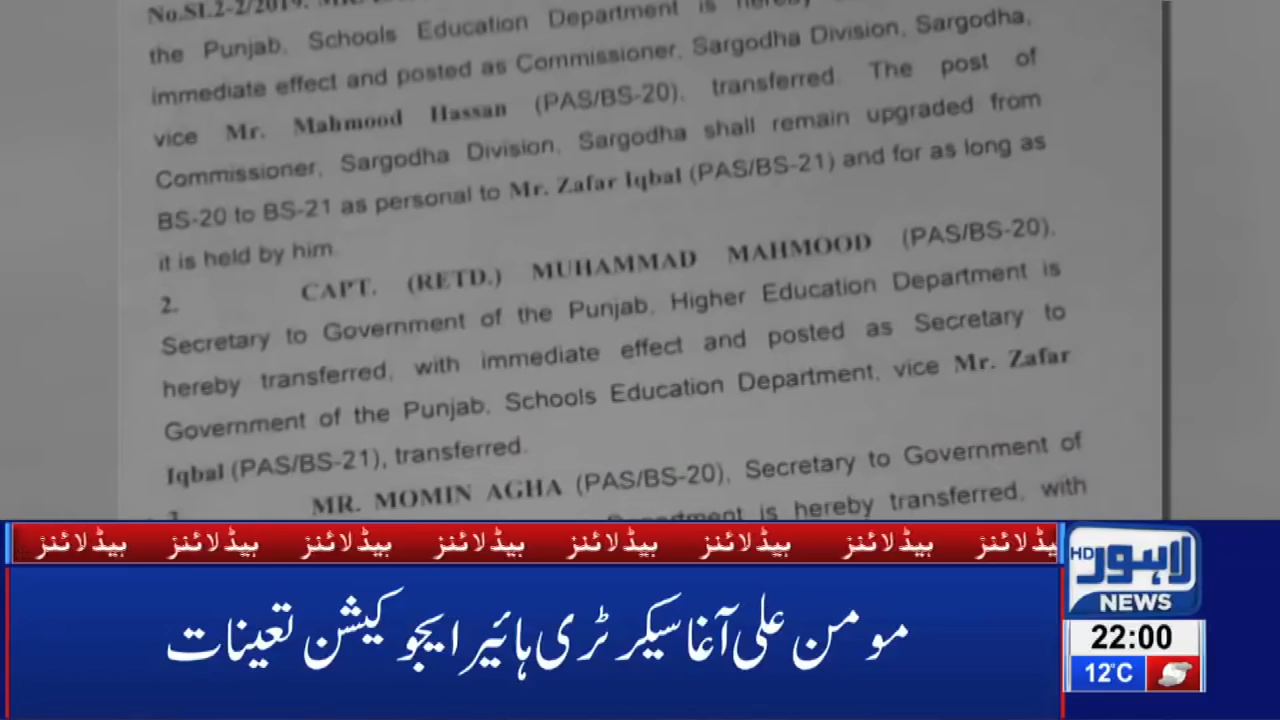 No.SI.2-2/2019. MR.
the Punjab, Schools Education Department is hereby
immediate effect and posted as Commissioner, Sargodha Division, Sargodha,
vice Mr. Mahmood Hassan (PAS/BS-20), transferred. The post of
Commissioner, Sargodha Division, Sargodha shall remain upgraded from
BS-20 to BS-21 as personal to Mr. Zafar Iqbal (PAS/BS-21) and for as long as
it is held by him.
2. CAPT. (RETD.) MUHAMMAD MAHMOOD (PAS/BS-20),
Secretary to Government of the Punjab, Higher Education Department is
hereby transferred, with immediate effect and posted as Secretary to
Government of the Punjab, Schools Education Department, vice Mr. Zafar
Iqbal (PAS/BS-21), transferred.
MR. MOMIN AGHA (PAS/BS-20), Secretary to Government of
Department is hereby transferred, with
ہیڈلائنز ہیڈلائنز ہیڈلائنز ہیڈلائنز ہیڈلائنز ہیڈلائنز ہیڈلائنز ہیڈلائنز
مومن علی آغا سیکرٹری ہائیر ایجوکیشن تعینات
لاہور HD
NEWS
22:00
12°C